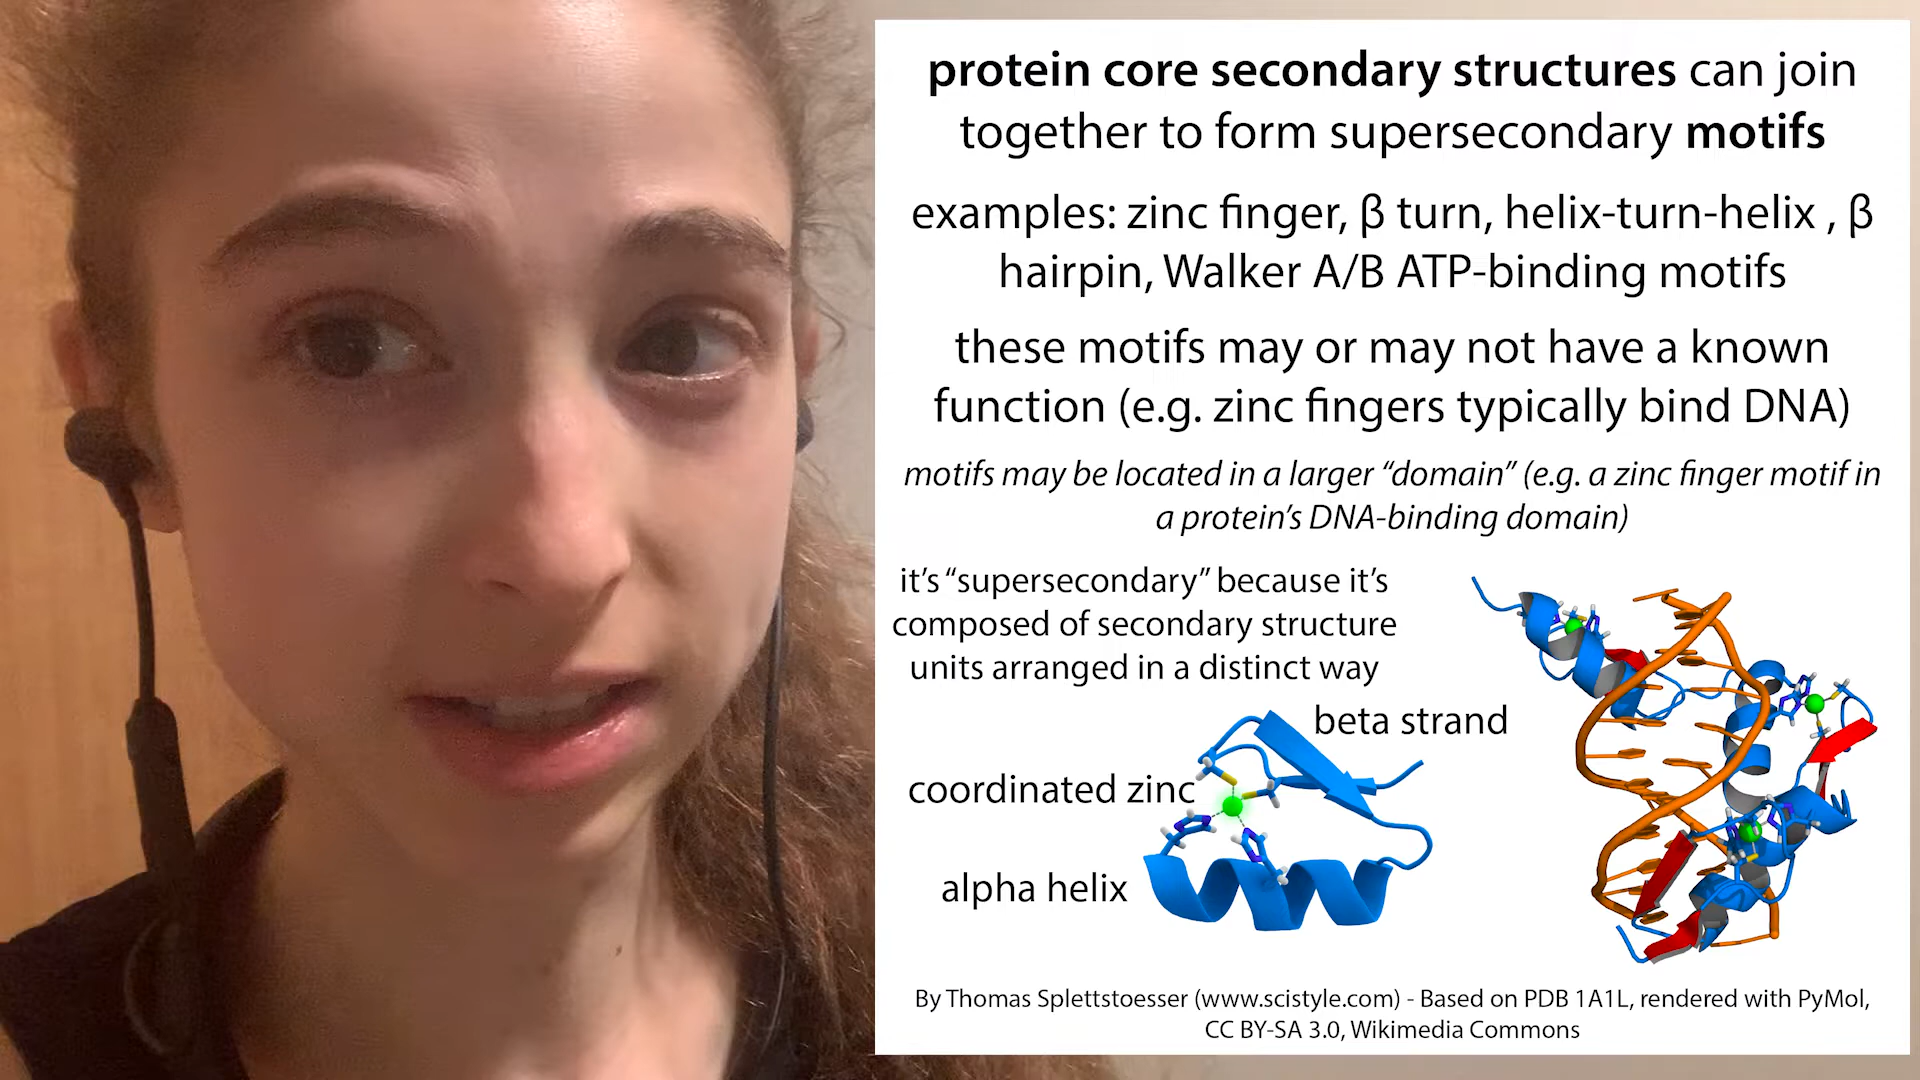 protein core secondary structures can join
together to form supersecondary motifs
examples: zinc finger, β turn, helix-turn-helix , β
hairpin, Walker A/B ATP-binding motifs
these motifs may or may not have a known
function (e.g. zinc fingers typically bind DNA)
motifs may be located in a larger “domain” (e.g. a zinc finger motif in
a protein’s DNA-binding domain)
it’s “supersecondary” because it’s
composed of secondary structure
units arranged in a distinct way
beta strand
coordinated zinc
alpha helix
By Thomas Splettstoesser (www.scistyle.com) - Based on PDB 1A1L, rendered with PyMol,
CC BY-SA 3.0, Wikimedia Commons